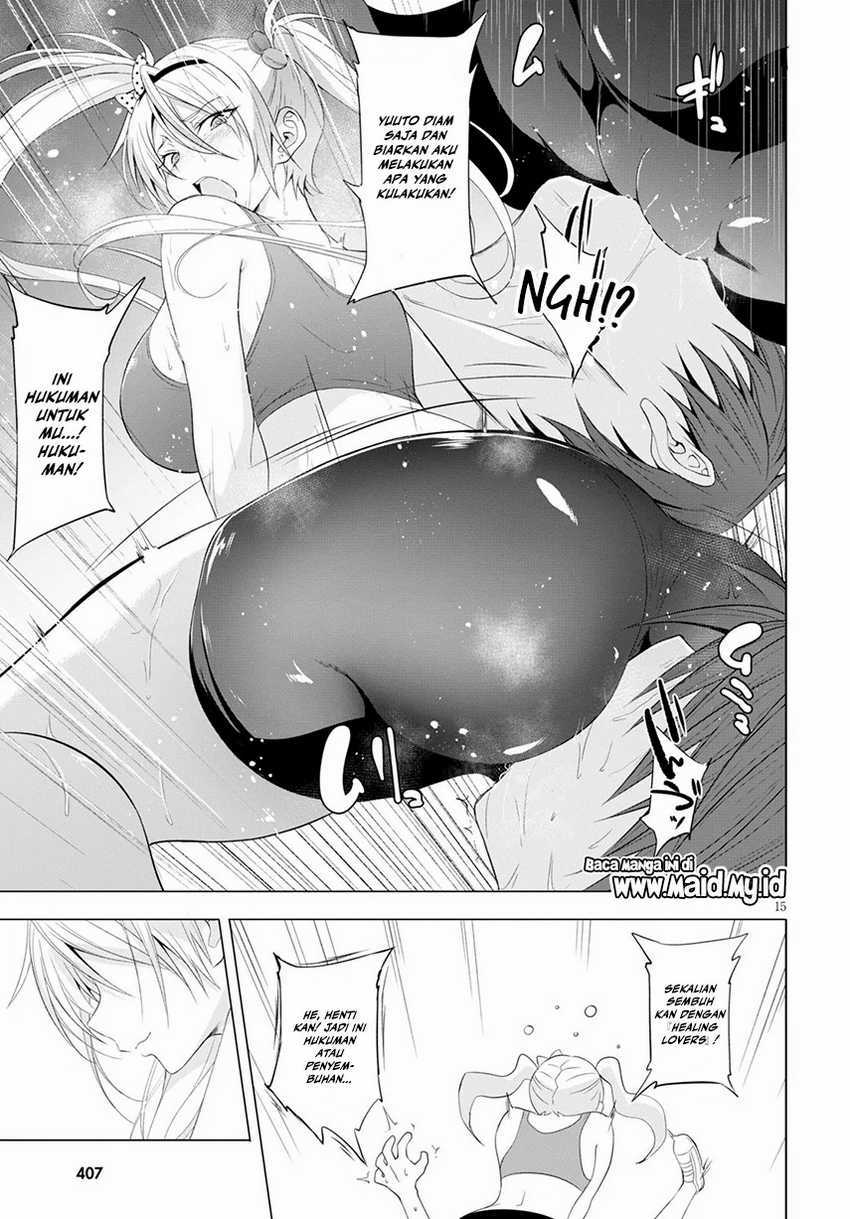 YUUTO DIAM
SAJA DAN
BIARKAN AKU
MELAKUKAN
APA YANG
KULAKUKAN!
NGH!?
INI
HUKUMAN
UNTUK
MU...!
HUKU-
MAN!
Baca manga ini di
www.Maid.my.id
15
SEKALIAN
SEMBUH
KAN DENGAN
『HEALING
LOVERS』!
HE, HENTI
KAN! JADI INI
HUKUMAN
ATAU
PENYEM-
BUHAN...
407